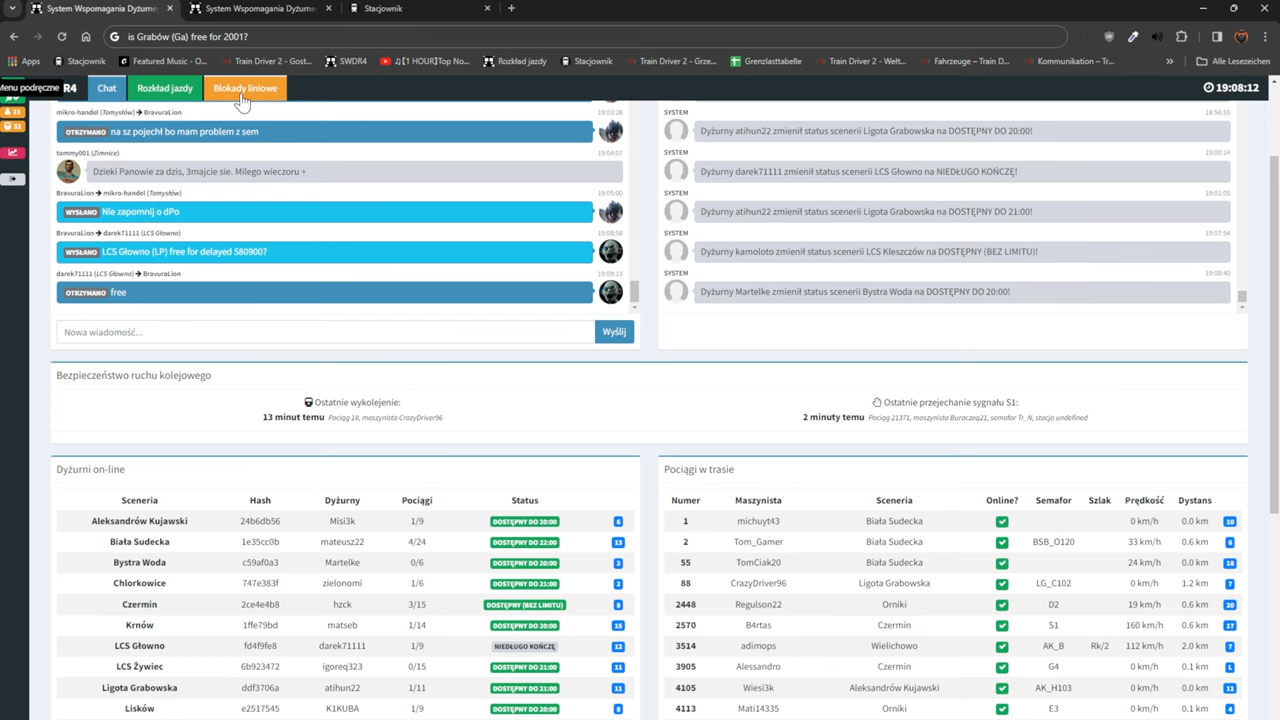 System Wspomagania Dyżurne
System Wspomagania Dyżurne
Stacjownik
is Grabów (Ga) free for 2001?
Apps
Stacjownik
Featured Music - O...
Train Driver 2 - Gost...
SWDR4
♫[1 HOUR]Top No...
Rozkład jazdy
Stacjownik
Train Driver 2 - Grze...
Grenzlasttabelle
Train Driver 2 - Welt...
Fahrzeuge – Train D...
Kommunikation – Tr...
Alle Lesezeichen
Menu podręczne
R4
Chat
Rozkład jazdy
Blokady liniowe
19:08:12
21
32
mikro-handel (Tomysłów) → BravuraLion
19:03:28
OTRZYMANO na sz pojechł bo mam problem z sem
tommy001 (Zimnice)
19:04:07
Dzieki Panowie za dzis, 3majcie sie. Milego wieczoru +
BravuraLion → mikro-handel (Tomysłów)
19:05:00
WYSŁANO Nie zapomnij o dPo
BravuraLion → darek71111 (LCS Głowno)
19:08:58
WYSŁANO LCS Głowno (LP) free for delayed 580900?
darek71111 (LCS Głowno) → BravuraLion
19:09:13
OTRZYMANO free
Nowa wiadomość...
Wyślij
SYSTEM
18:56:55
Dyżurny atihun22 zmienił status scenerii Ligota Grabowska na DOSTĘPNY DO 20:00!
SYSTEM
19:00:14
Dyżurny darek71111 zmienił status scenerii LCS Głowno na NIEDŁUGO KOŃCZĘ!
SYSTEM
19:01:05
Dyżurny atihun22 zmienił status scenerii Ligota Grabowska na DOSTĘPNY DO 21:00!
SYSTEM
19:07:54
Dyżurny kamoloto zmienił status scenerii LCS Kleszczów na DOSTĘPNY (BEZ LIMITU)!
SYSTEM
19:08:40
Dyżurny Martelke zmienił status scenerii Bystra Woda na DOSTĘPNY DO 20:00!
Bezpieczeństwo ruchu kolejowego
Ostatnie wykolejenie:
13 minut temu Pociąg 18, maszynista CrazyDriver96
Ostatnie przejechanie sygnału S1:
2 minuty temu Pociąg 21371, maszynista Buraczeq21, semafor Tr_N, stacja undefined
Dyżurni on-line
Sceneria Hash Dyżurny Pociągi Status
Aleksandrów Kujawski 24b6db56 Misi3k 1/9 DOSTĘPNY DO 20:00 6
Biała Sudecka 1e35cc0b mateusz22 4/24 DOSTĘPNY DO 22:00 13
Bystra Woda c59af0a3 Martelke 0/6 DOSTĘPNY DO 20:00 2
Chlorkowice 747e383f zielonomi 1/6 DOSTĘPNY DO 21:00 2
Czermin 2ce4e4b8 hzck 3/15 DOSTĘPNY (BEZ LIMITU) 8
Krnów 1ffe79bd matseb 1/14 DOSTĘPNY DO 20:00 15
LCS Głowno fd4f9fe8 darek71111 1/9 NIEDŁUGO KOŃCZĘ 12
LCS Żywiec 6b923472 igoreq323 0/15 DOSTĘPNY DO 21:00 11
Ligota Grabowska ddf3706a atihun22 1/11 DOSTĘPNY DO 21:00 11
Lisków e2517545 K1KUBA 1/9 DOSTĘPNY DO 20:00 8
Pociągi w trasie
Numer Maszynista Sceneria Online? Semafor Szlak Prędkość Dystans
1 michuyt43 Biała Sudecka 0 km/h 0.0 km 10
2 Tom_Gamer Biała Sudecka BSB_O120 33 km/h 0.6 km 6
55 TomCiak20 Biała Sudecka 24 km/h 0.0 km 18
88 CrazyDriver96 Ligota Grabowska LG_C102 0 km/h 1.2 km 7
2448 Regulson22 Orniki D2 19 km/h 0.6 km 20
2570 B4rtas Czermin S1 160 km/h 0.6 km 17
3514 adimops Wielichowo AK_B Rk/2 112 km/h 2.0 km 7
3905 Alessandro Czermin G4 0 km/h 0.1 km L
4105 Wiesi3k Aleksandrów Kujawski AK_H103 0 km/h 0.0 km 11
4113 Mati14335 Orniki E3 0 km/h 0.1 km 4